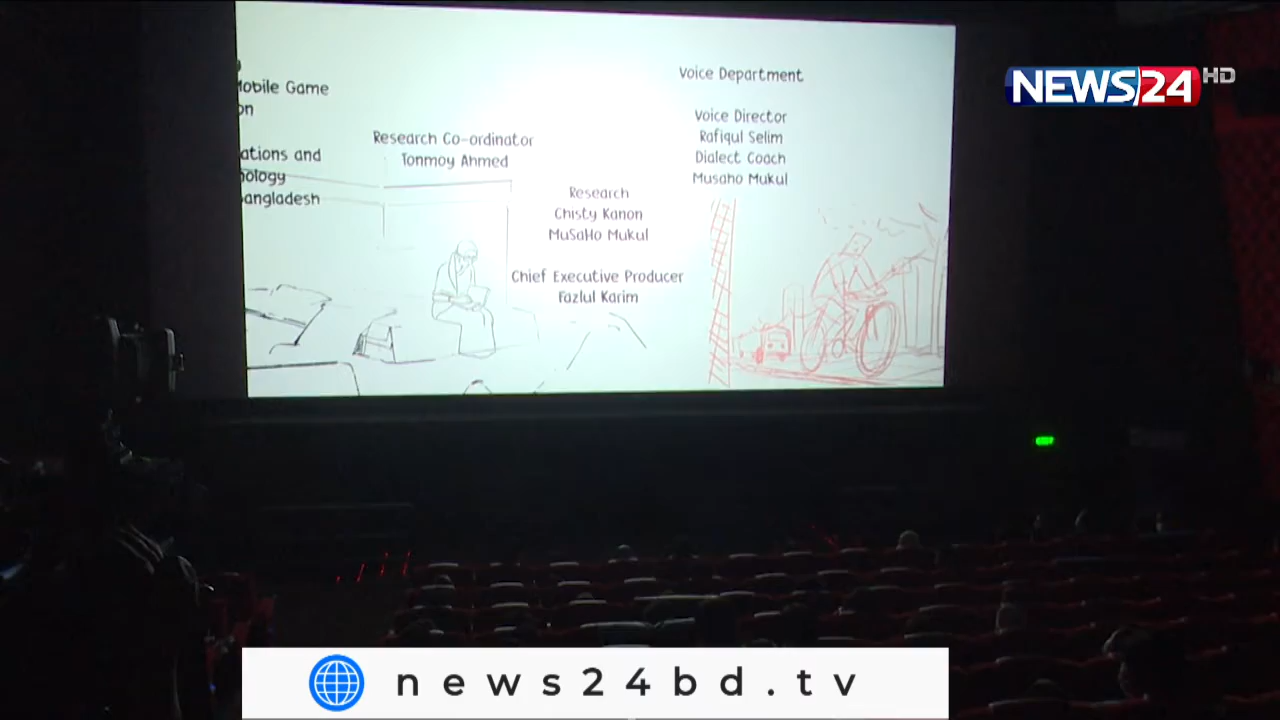 Mobile Game
on
ations and
nology
angladesh
Research Co-ordinator
Tonmoy Ahmed
Research
Chisty Kanon
MuSaHo Mukul
Chief Executive Producer
Fazlul Karim
Voice Department
Voice Director
Rafiqul Selim
Dialect Coach
Musaho Mukul
NEWS24 HD
news24bd.tv